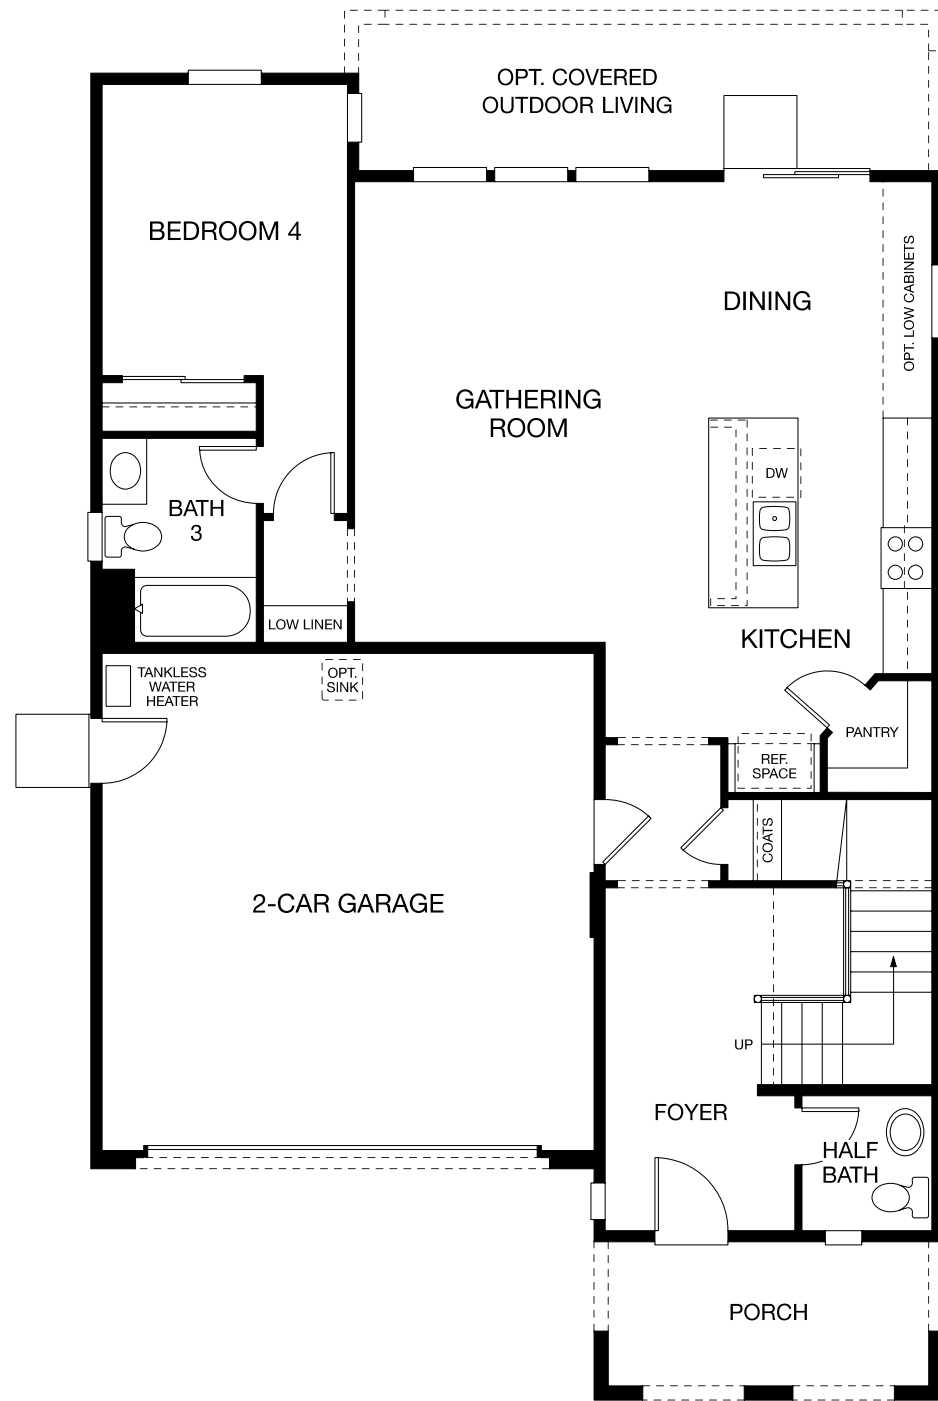 OPT. COVERED
OUTDOOR LIVING
BEDROOM 4
OPT. LOW CABINETS
DINING
GATHERING
ROOM
DW
BATH
3
LOW LINEN
KITCHEN
TANKLESS
WATER
HEATER
OPT.
SINK
PANTRY
REF.
SPACE
COATS
2-CAR GARAGE
UP
FOYER
HALF
BATH
PORCH